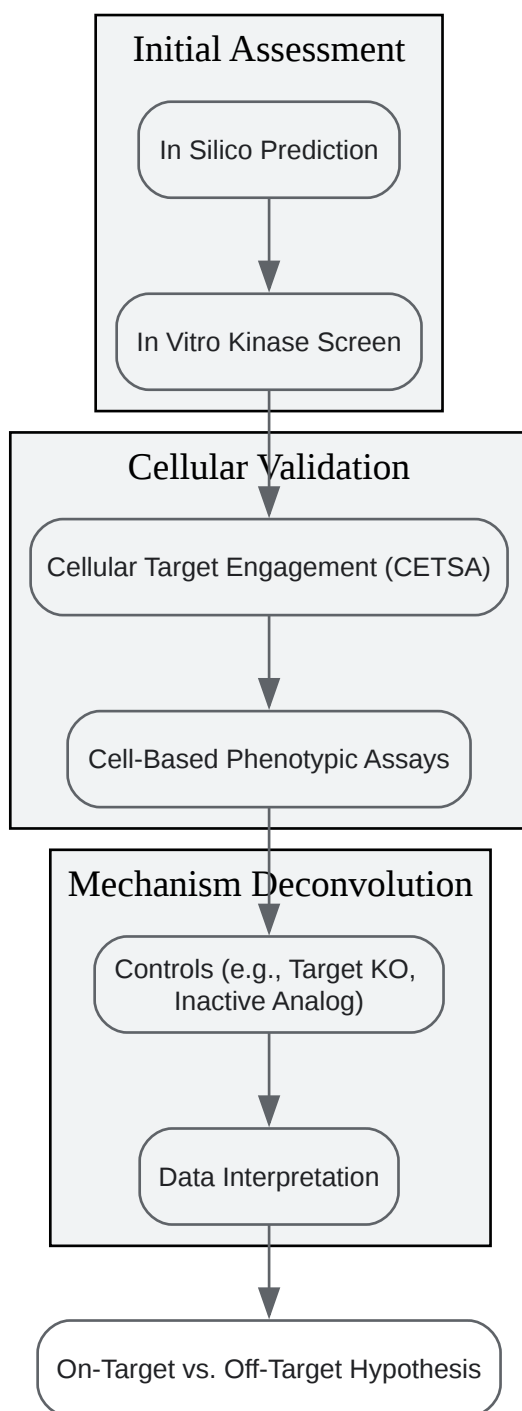 Initial Assessment
In Silico Prediction
In Vitro Kinase Screen
Cellular Validation
Cellular Target Engagement (CETSA)
Cell-Based Phenotypic Assays
Mechanism Deconvolution
Controls (e.g., Target KO,
Inactive Analog)
Data Interpretation
On-Target vs. Off-Target Hypothesis